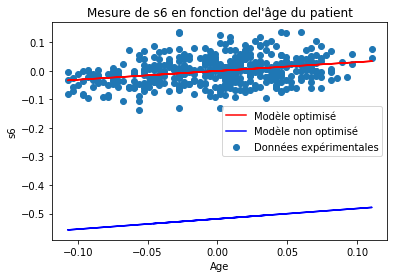 Mesure de s6 en fonction del'âge du patient
0.1
0.0
−0.1
−0.2
−0.3
−0.4
−0.5
s6
Modèle optimisé
Modèle non optimisé
Données expérimentales
−0.10
−0.05
0.00
0.05
0.10
Age